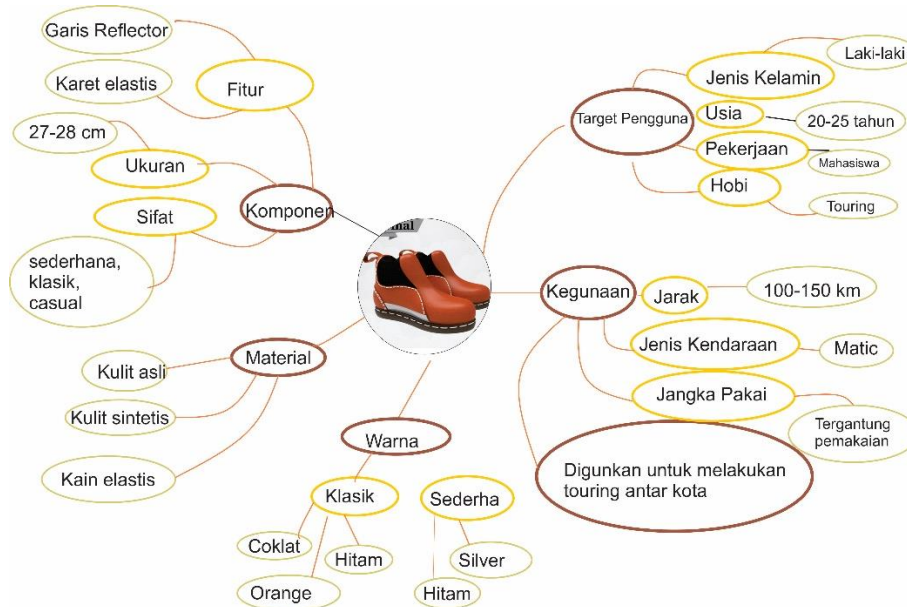 Garis Reflector
Karet elastis
Fitur
27-28 cm
Ukuran
Sifat
Komponen
sederhana,
klasik,
casual
Material
Kulit asli
Kulit sintetis
Kain elastis
Warna
Klasik
Coklat
Orange
Hitam
Sederha
Silver
Hitam
Target Pengguna
Jenis Kelamin
Laki-laki
Usia
20-25 tahun
Pekerjaan
Mahasiswa
Hobi
Touring
Kegunaan
Jarak
100-150 km
Jenis Kendaraan
Matic
Jangka Pakai
Tergantung
pemakaian
Digunkan untuk melakukan
touring antar kota